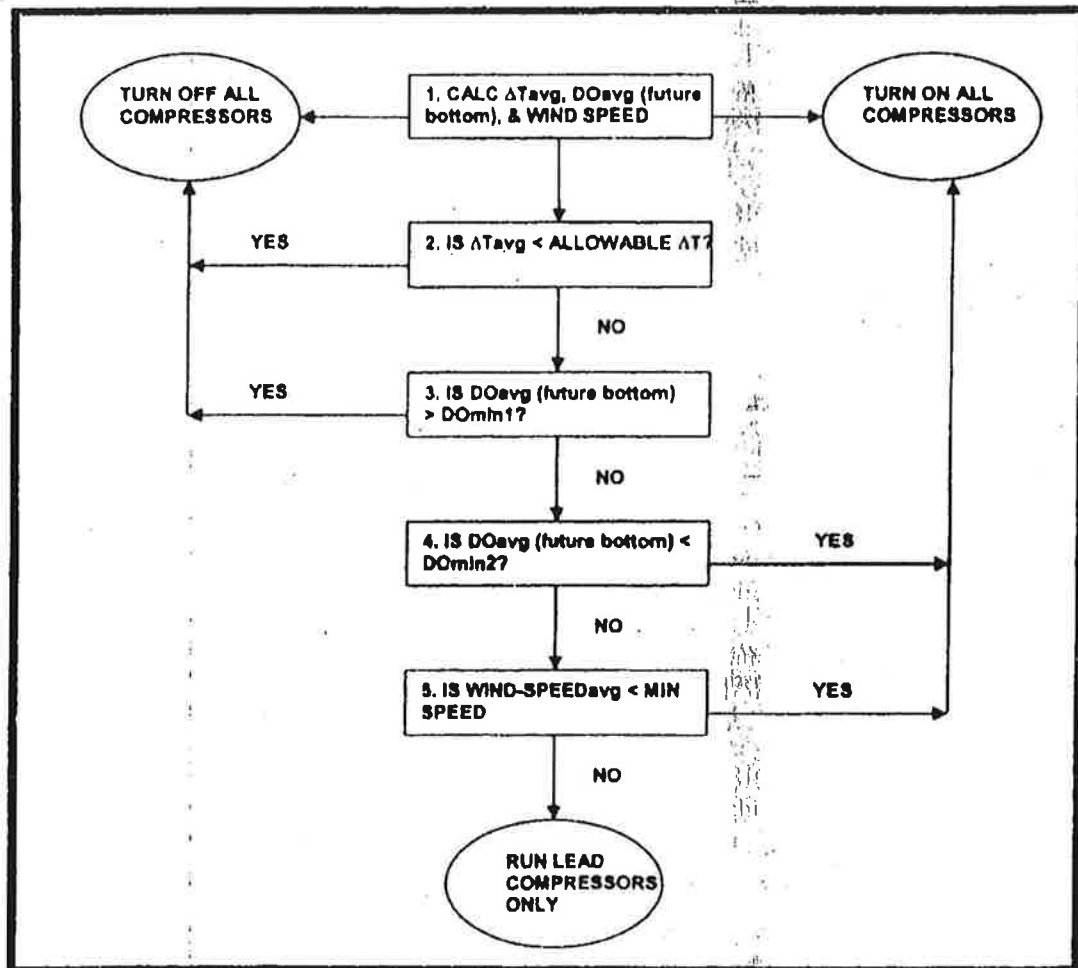 TURN OFF ALL
COMPRESSORS
1. CALC ΔTavg, DOavg (future
bottom), & WIND SPEED
TURN ON ALL
COMPRESSORS
YES
2. IS ΔTavg < ALLOWABLE ΔT?
NO
YES
3. IS DOavg (future bottom)
> DOmin1?
NO
4. IS DOavg (future bottom) <
DOmin2?
YES
NO
5. IS WIND-SPEEDavg < MIN
SPEED
YES
NO
RUN LEAD
COMPRESSORS
ONLY